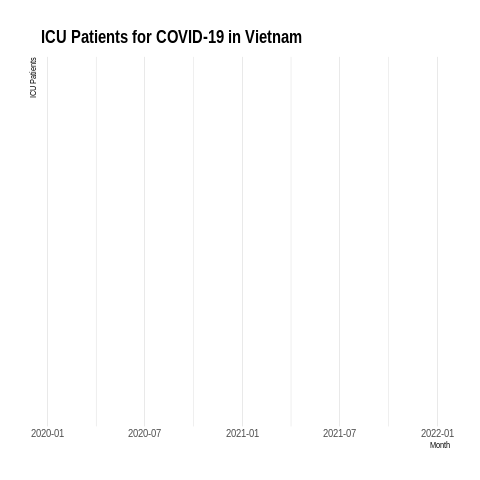 ICU Patients for COVID-19 in Vietnam
ICU Patients
2020-01 2020-07 2021-01 2021-07 2022-01
Month